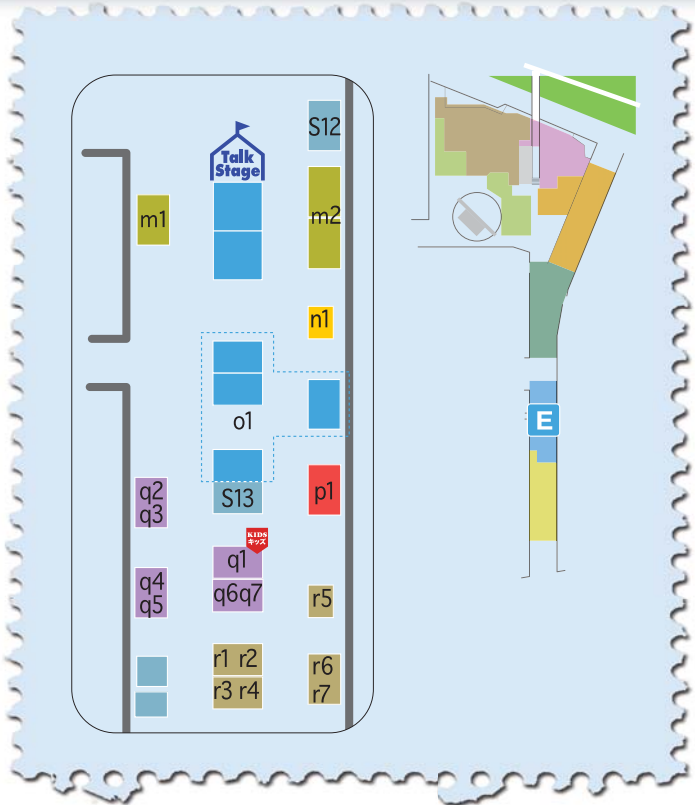 S12
Talk
Stage
m1
m2
n1
o1
E
q2
q3
S13
p1
KIDS
キッズ
q1
q4
q5
q6q7
r5
r1 r2
r3 r4
r6
r7